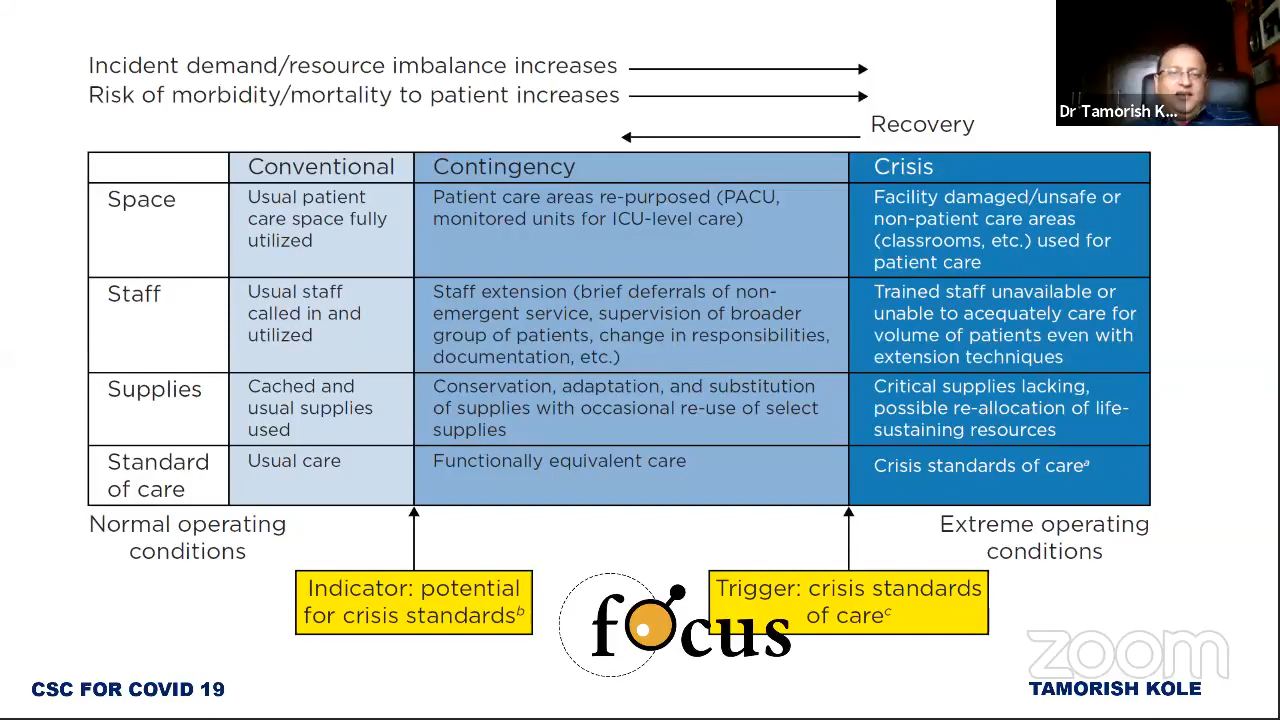 Incident demand/resource imbalance increases
Risk of morbidity/mortality to patient increases
Recovery
Dr Tamorish K...
Conventional
Contingency
Crisis
Space
Usual patient
care space fully
utilized
Patient care areas re-purposed (PACU,
monitored units for ICU-level care)
Facility damaged/unsafe or
non-patient care areas
(classrooms, etc.) used for
patient care
Staff
Usual staff
called in and
utilized
Staff extension (brief deferrals of non-
emergent service, supervision of broader
group of patients, change in responsibilities,
documentation, etc.)
Trained staff unavailable or
unable to acequately care for
volume of patients even with
extension techniques
Supplies
Cached and
usual supplies
used
Conservation, adaptation, and substitution
of supplies with occasional re-use of select
supplies
Critical supplies lacking,
possible re-allocation of life-
sustaining resources
Standard
of care
Usual care
Functionally equivalent care
Crisis standards of careᵃ
Normal operating
conditions
Extreme operating
conditions
Indicator: potential
for crisis standardsᵇ
Trigger: crisis standards
of careᶜ
focus
zoom
CSC FOR COVID 19
TAMORISH KOLE